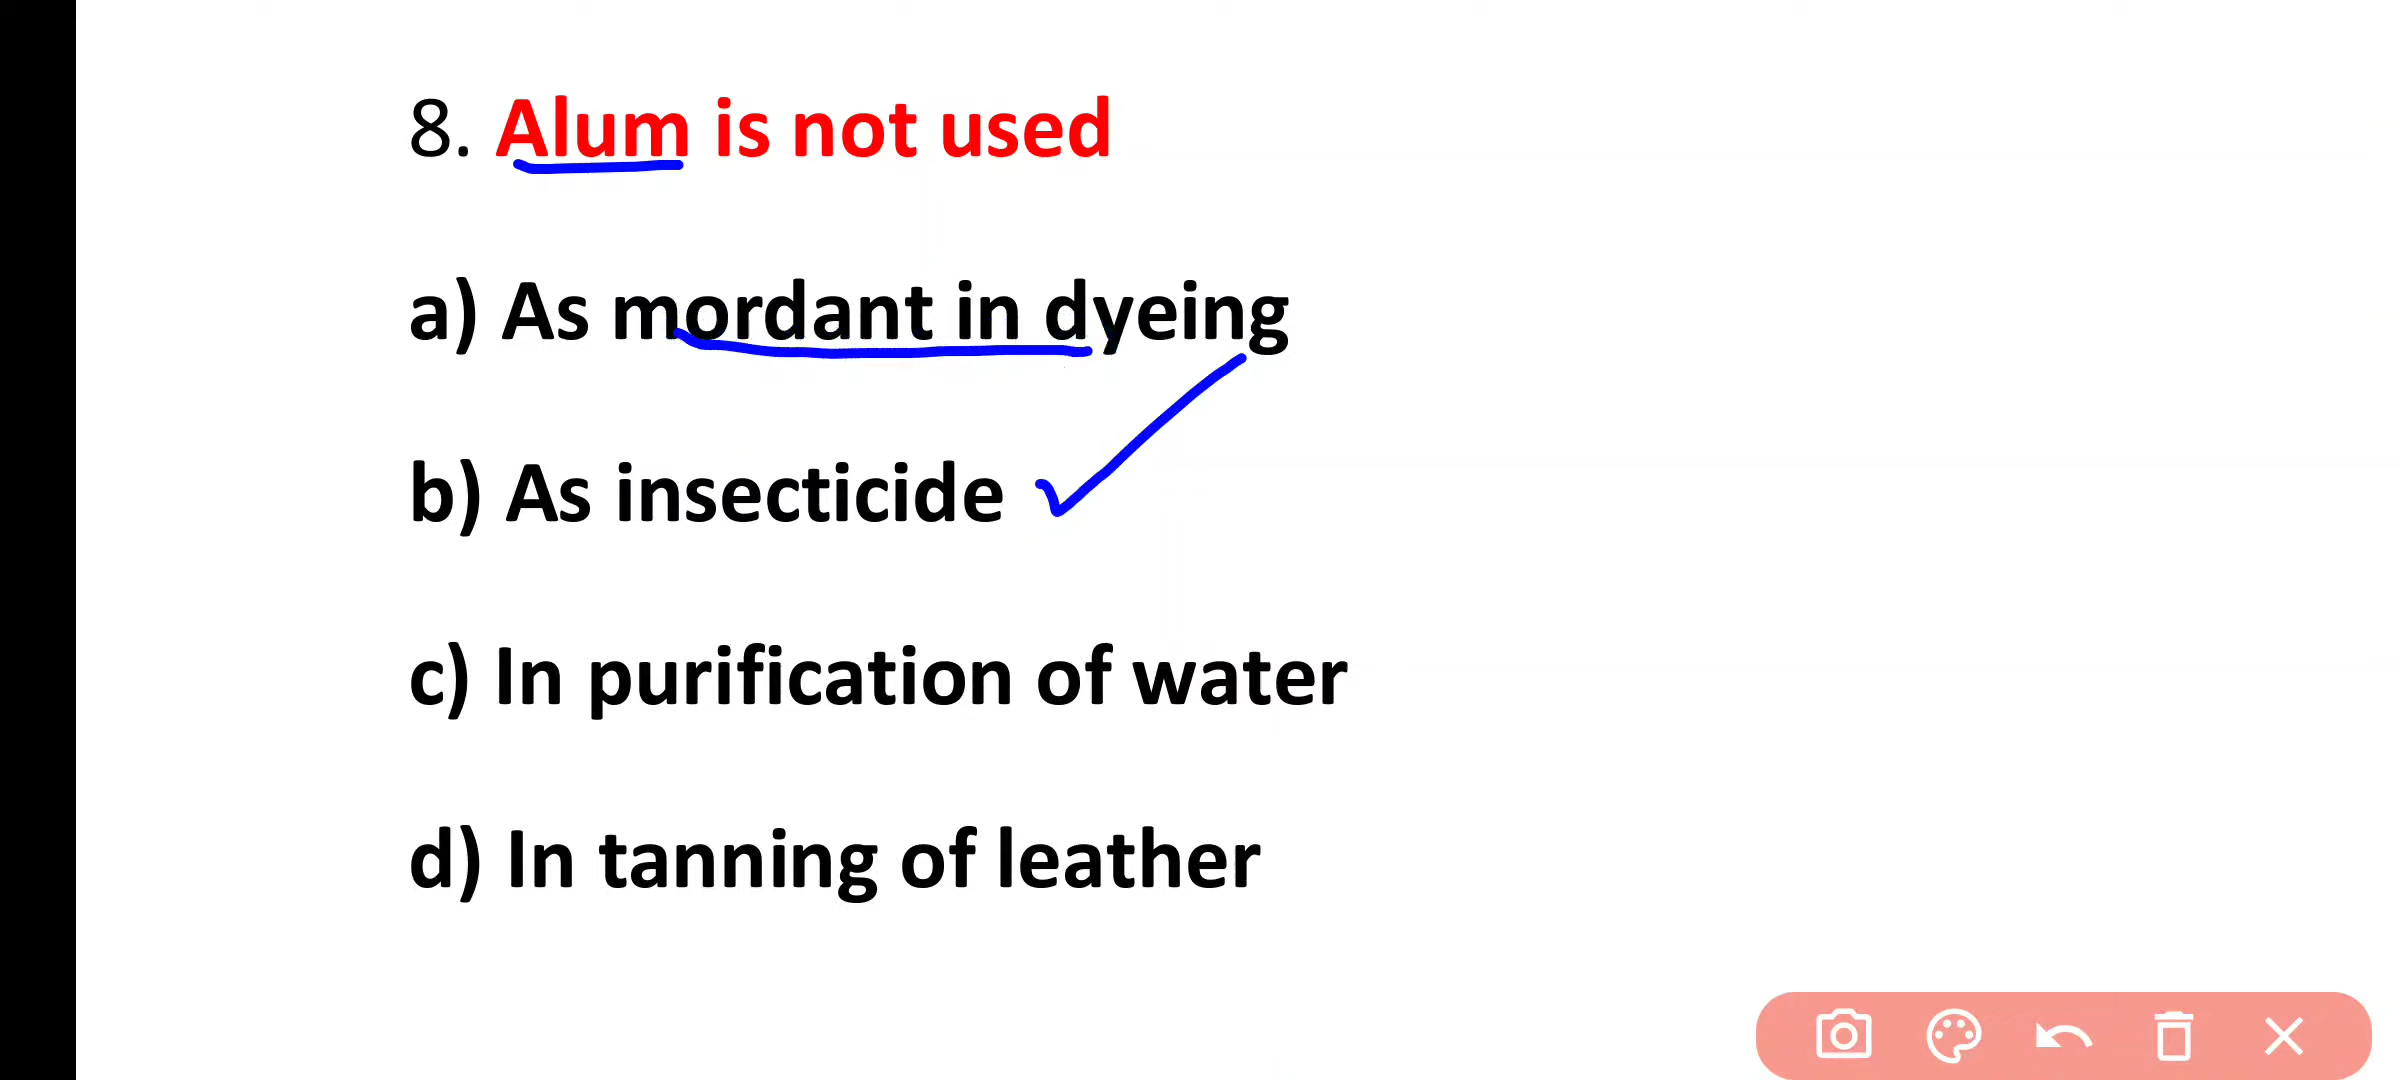 8. Alum is not used
a) As mordant in dyeing
b) As insecticide
c) In purification of water
d) In tanning of leather